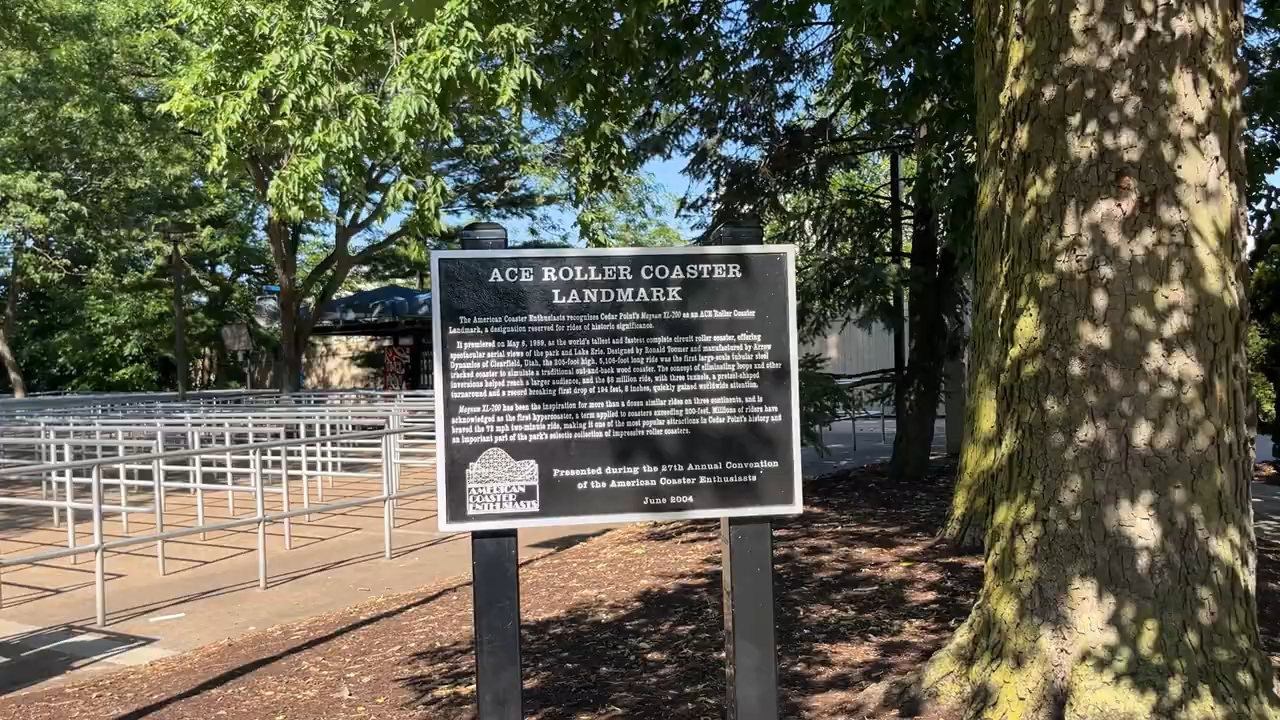 ACE ROLLER COASTER
LANDMARK
The American Coaster Enthusiasts recognizes Cedar Point's Magnum XL-200 as an ACE Roller Coaster
Landmark, a designation reserved for rides of historic significance.
It premiered on May 6, 1989, as the world's tallest and fastest complete circuit roller coaster, offering
spectacular aerial views of the park and Lake Erie. Designed by Ronald Toomer and manufactured by Arrow
Dynamics of Clearfield, Utah, the 205-foot high, 5,106-foot long ride was the first large-scale tubular steel
tracked coaster to simulate a traditional out-and-back wood coaster. The concept of eliminating loops and other
inversions helped reach a larger audience, and the $8 million ride, with three tunnels, a pretzel-shaped
turnaround and a record breaking first drop of 194 feet, 8 inches, quickly gained worldwide attention.
Magnum XL-200 has been the inspiration for more than a dozen similar rides on three continents, and is
acknowledged as the first hypercoaster, a term applied to coasters exceeding 200-feet. Millions of riders have
braved the 72 mph two-minute ride, making it one of the most popular attractions in Cedar Point's history and
an important part of the park's eclectic collection of impressive roller coasters.
AMERICAN
COASTER
ENTHUSIASTS
Presented during the 27th Annual Convention
of the American Coaster Enthusiasts
June 2004